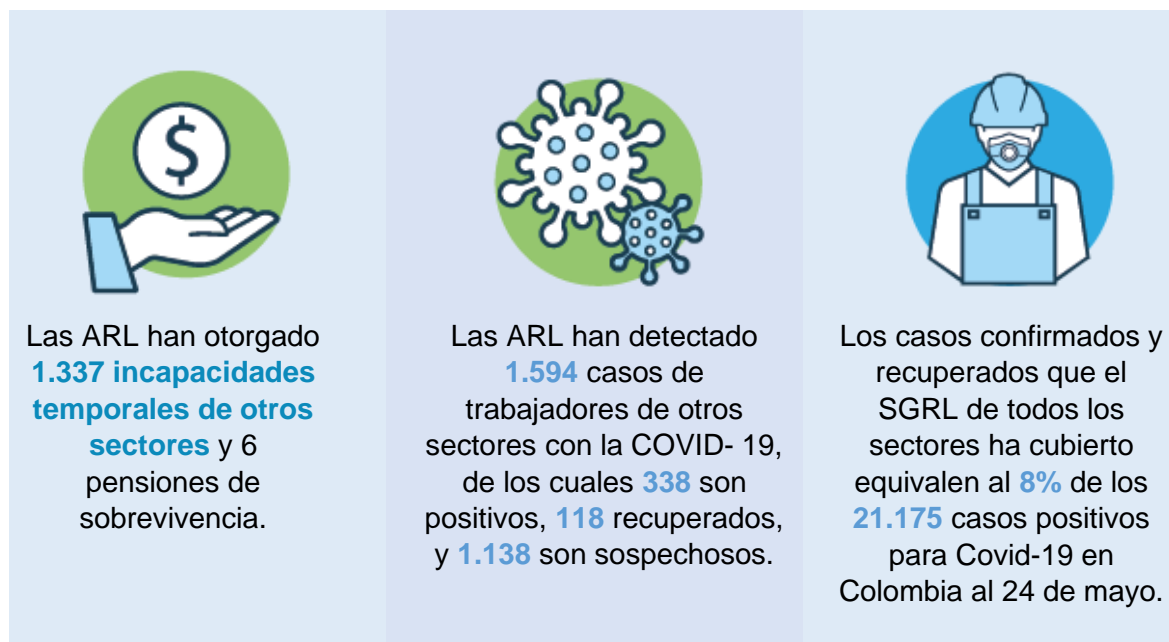 $
Las ARL han otorgado
1.337 incapacidades
temporales de otros
sectores y 6
pensiones de
sobrevivencia.
Las ARL han detectado
1.594 casos de
trabajadores de otros
sectores con la COVID- 19,
de los cuales 338 son
positivos, 118 recuperados,
y 1.138 son sospechosos.
Los casos confirmados y
recuperados que el
SGRL de todos los
sectores ha cubierto
equivalen al 8% de los
21.175 casos positivos
para Covid-19 en
Colombia al 24 de mayo.